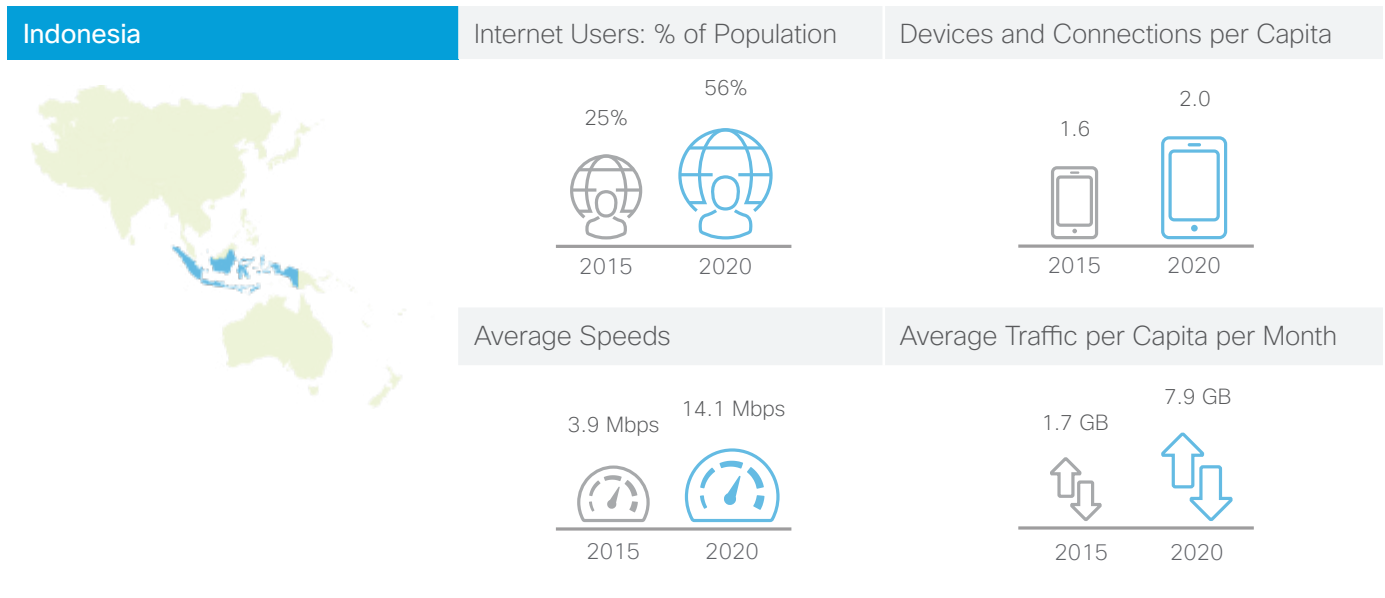 Indonesia
Internet Users: % of Population
Devices and Connections per Capita
25%
56%
2015
2020
1.6
2.0
2015
2020
Average Speeds
Average Traffic per Capita per Month
3.9 Mbps
14.1 Mbps
2015
2020
1.7 GB
7.9 GB
2015
2020